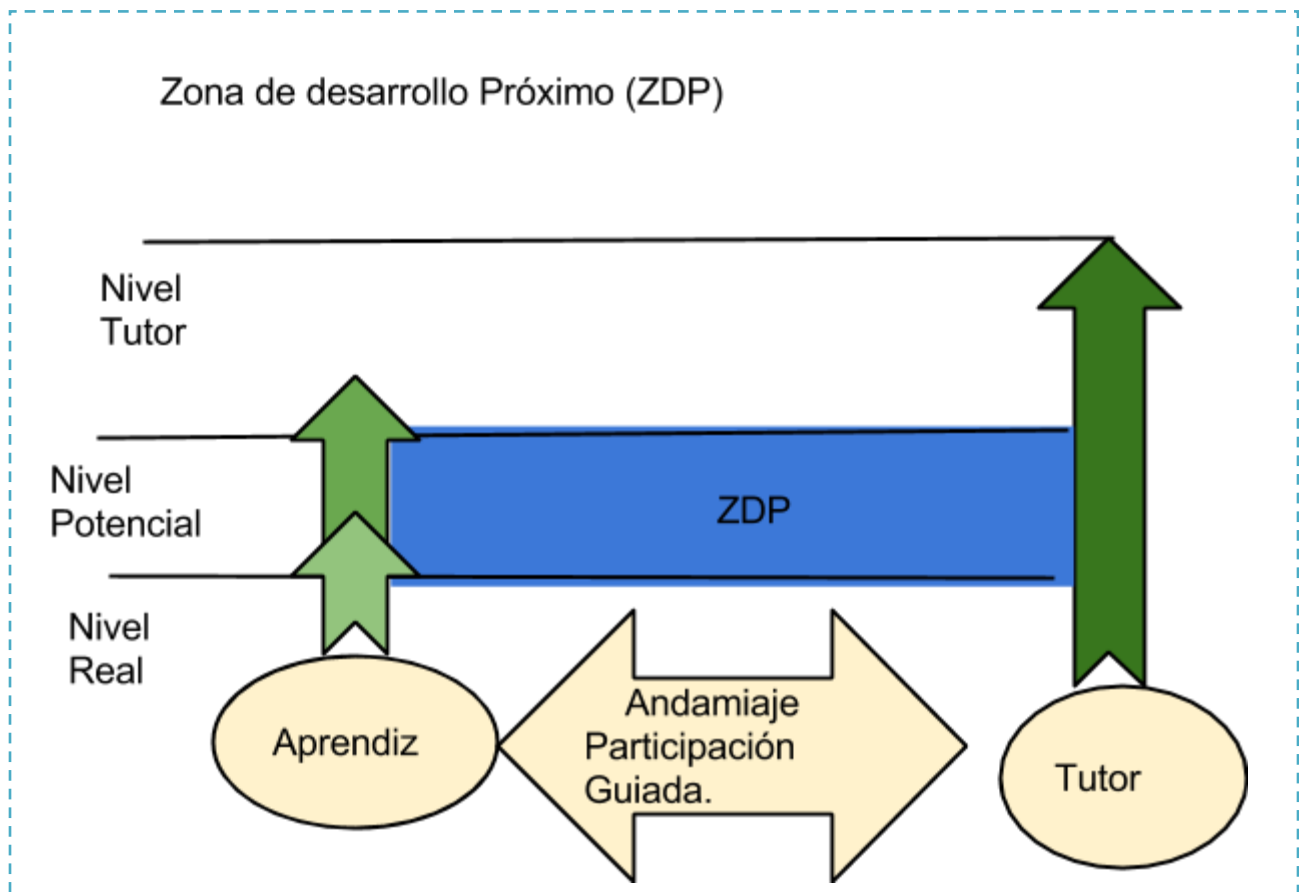 Zona de desarrollo Próximo (ZDP)
Nivel
Tutor
Nivel
Potencial
ZDP
Nivel
Real
Aprendiz
Andamiaje
Participación
Guiada.
Tutor